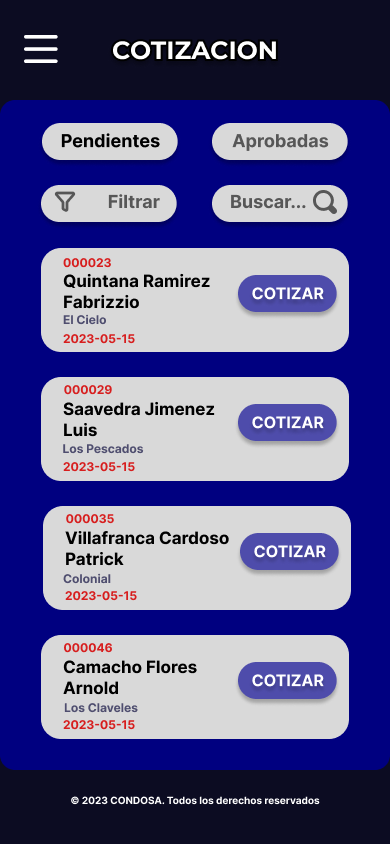 COTIZACION
Pendientes
Aprobadas
Filtrar
Buscar...
000023
Quintana Ramirez
Fabrizzio
El Cielo
2023-05-15
COTIZAR
000029
Saavedra Jimenez
Luis
Los Pescados
2023-05-15
COTIZAR
000035
Villafranca Cardoso
Patrick
Colonial
2023-05-15
COTIZAR
000046
Camacho Flores
Arnold
Los Claveles
2023-05-15
COTIZAR
© 2023 CONDOSA. Todos los derechos reservados